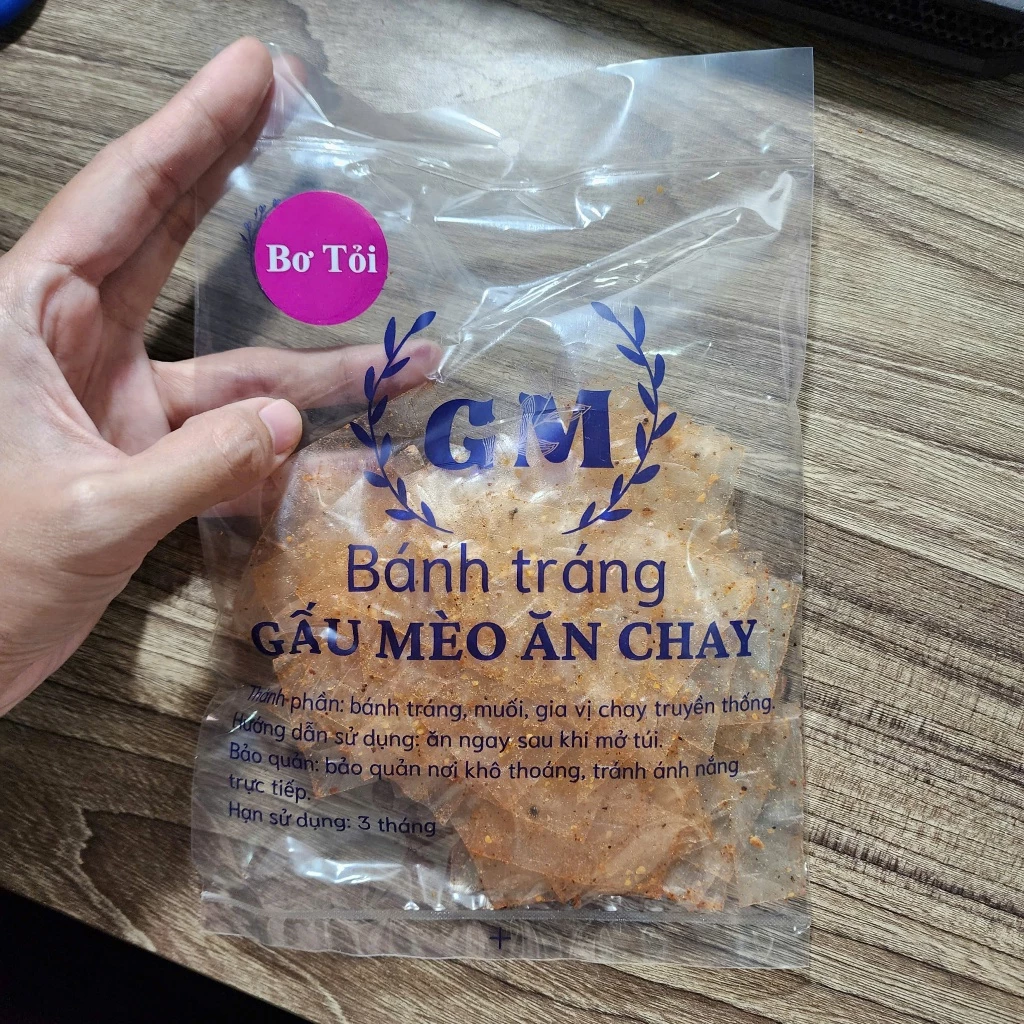 Bơ Tỏi
GM
Bánh tráng
GẤU MÈO ĂN CHAY
Thành phần: bánh tráng, muối, gia vị chay truyền thống.
Hướng dẫn sử dụng: ăn ngay sau khi mở túi.
Bảo quản: bảo quản nơi khô thoáng, tránh ánh nắng
trực tiếp.
Hạn sử dụng: 3 tháng